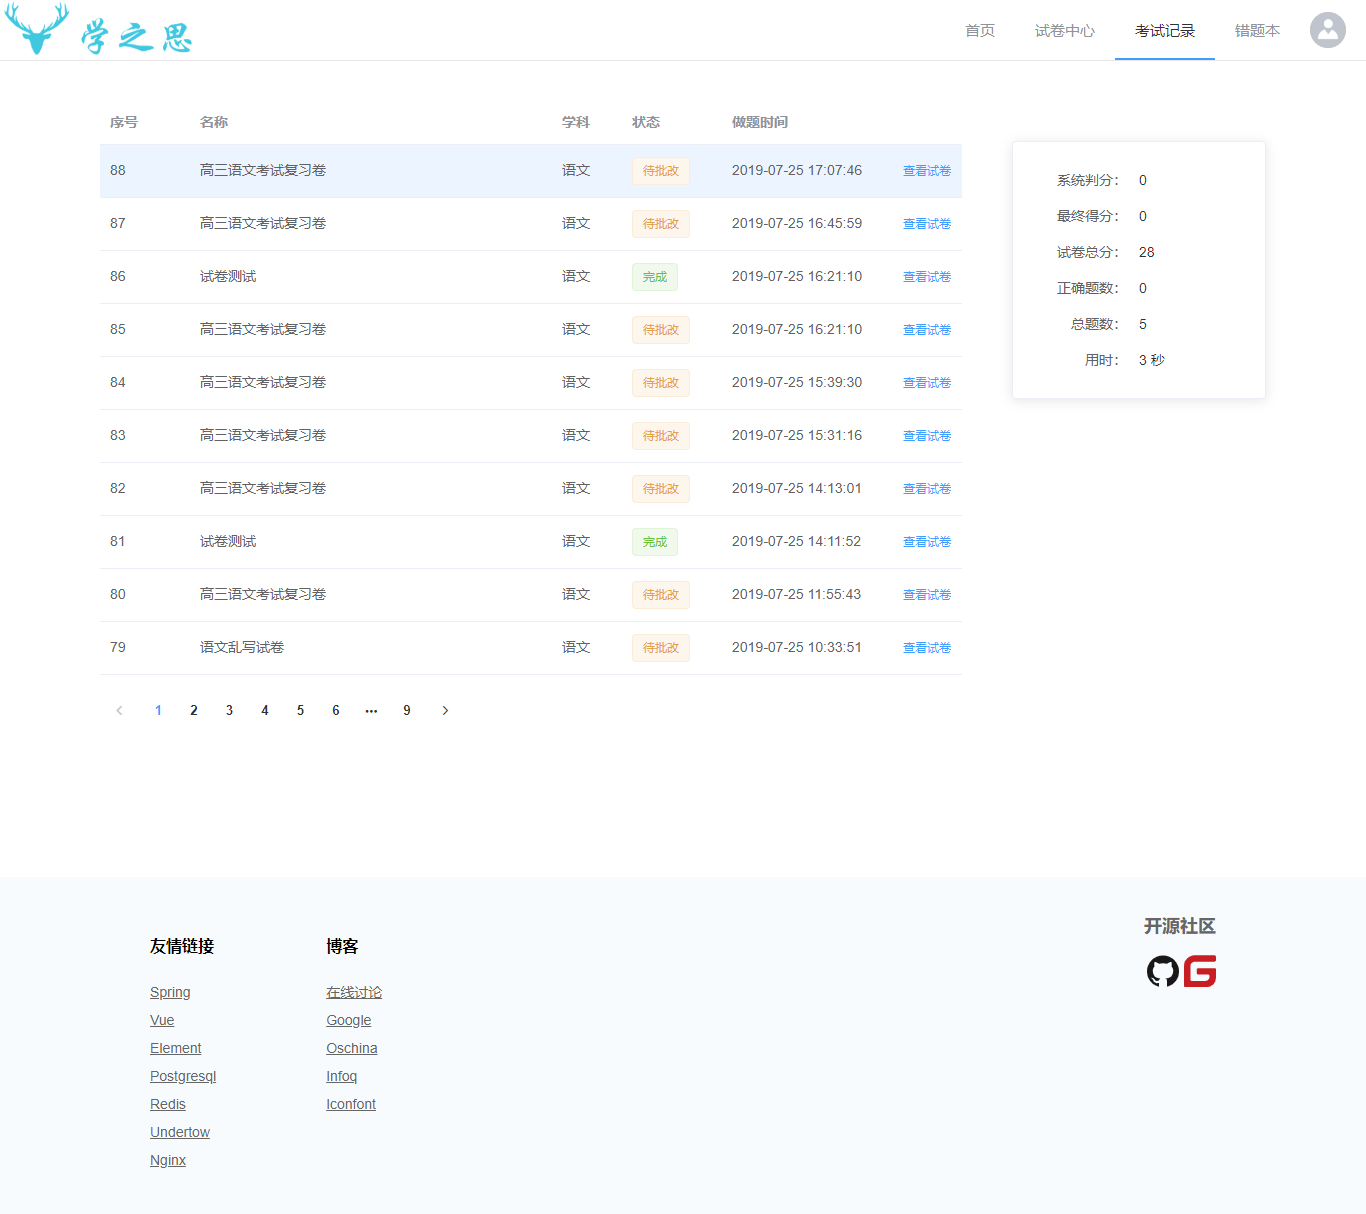 学之思 首页 试卷中心 考试记录 错题本
序号 名称 学科 状态 做题时间
88 高三语文考试复习卷 语文 待批改 2019-07-25 17:07:46 查看试卷
87 高三语文考试复习卷 语文 待批改 2019-07-25 16:45:59 查看试卷
86 试卷测试 语文 完成 2019-07-25 16:21:10 查看试卷
85 高三语文考试复习卷 语文 待批改 2019-07-25 16:21:10 查看试卷
84 高三语文考试复习卷 语文 待批改 2019-07-25 15:39:30 查看试卷
83 高三语文考试复习卷 语文 待批改 2019-07-25 15:31:16 查看试卷
82 高三语文考试复习卷 语文 待批改 2019-07-25 14:13:01 查看试卷
81 试卷测试 语文 完成 2019-07-25 14:11:52 查看试卷
80 高三语文考试复习卷 语文 待批改 2019-07-25 11:55:43 查看试卷
79 语文乱写试卷 语文 待批改 2019-07-25 10:33:51 查看试卷
1 2 3 4 5 6 ••• 9
系统判分： 0
最终得分： 0
试卷总分： 28
正确题数： 0
总题数： 5
用时： 3 秒
友情链接
Spring
Vue
Element
Postgresql
Redis
Undertow
Nginx
博客
在线讨论
Google
Oschina
Infoq
Iconfont
开源社区
G